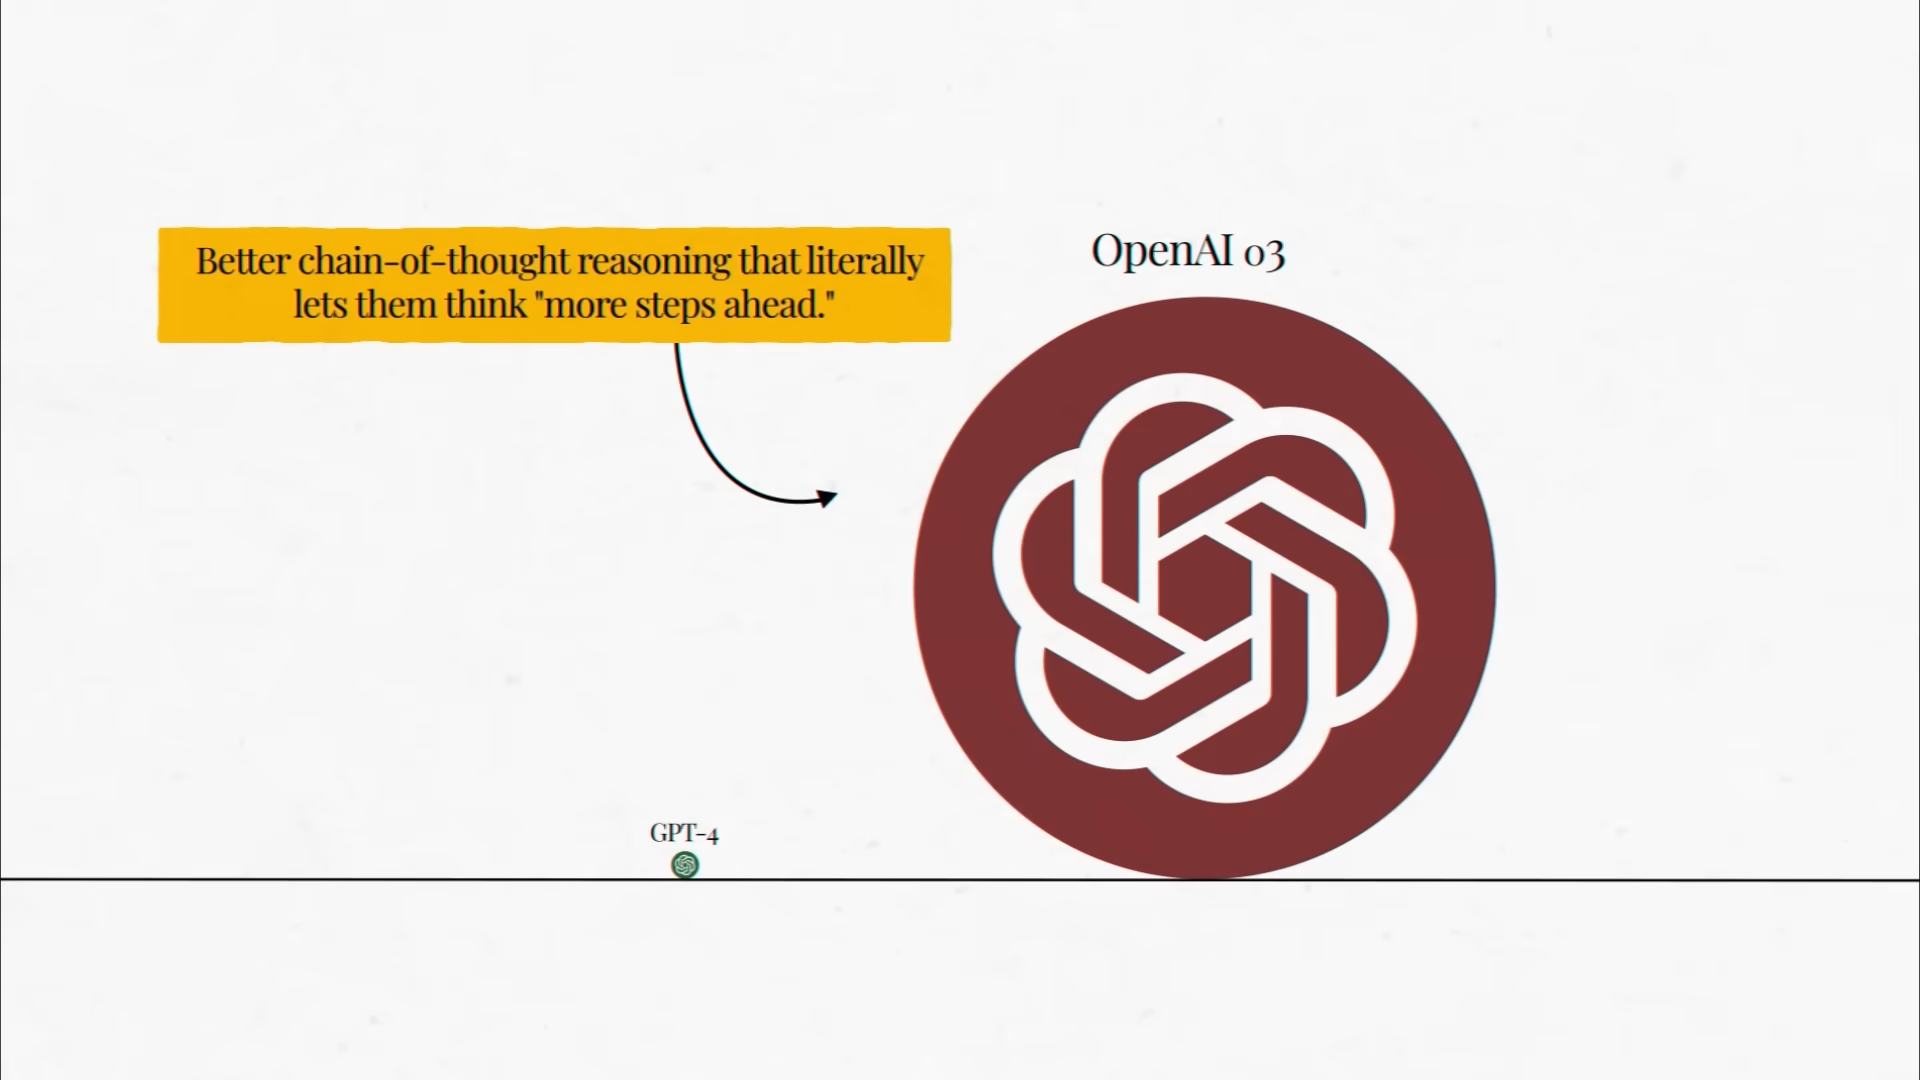 Better chain-of-thought reasoning that literally
lets them think "more steps ahead."
OpenAI o3
GPT-4